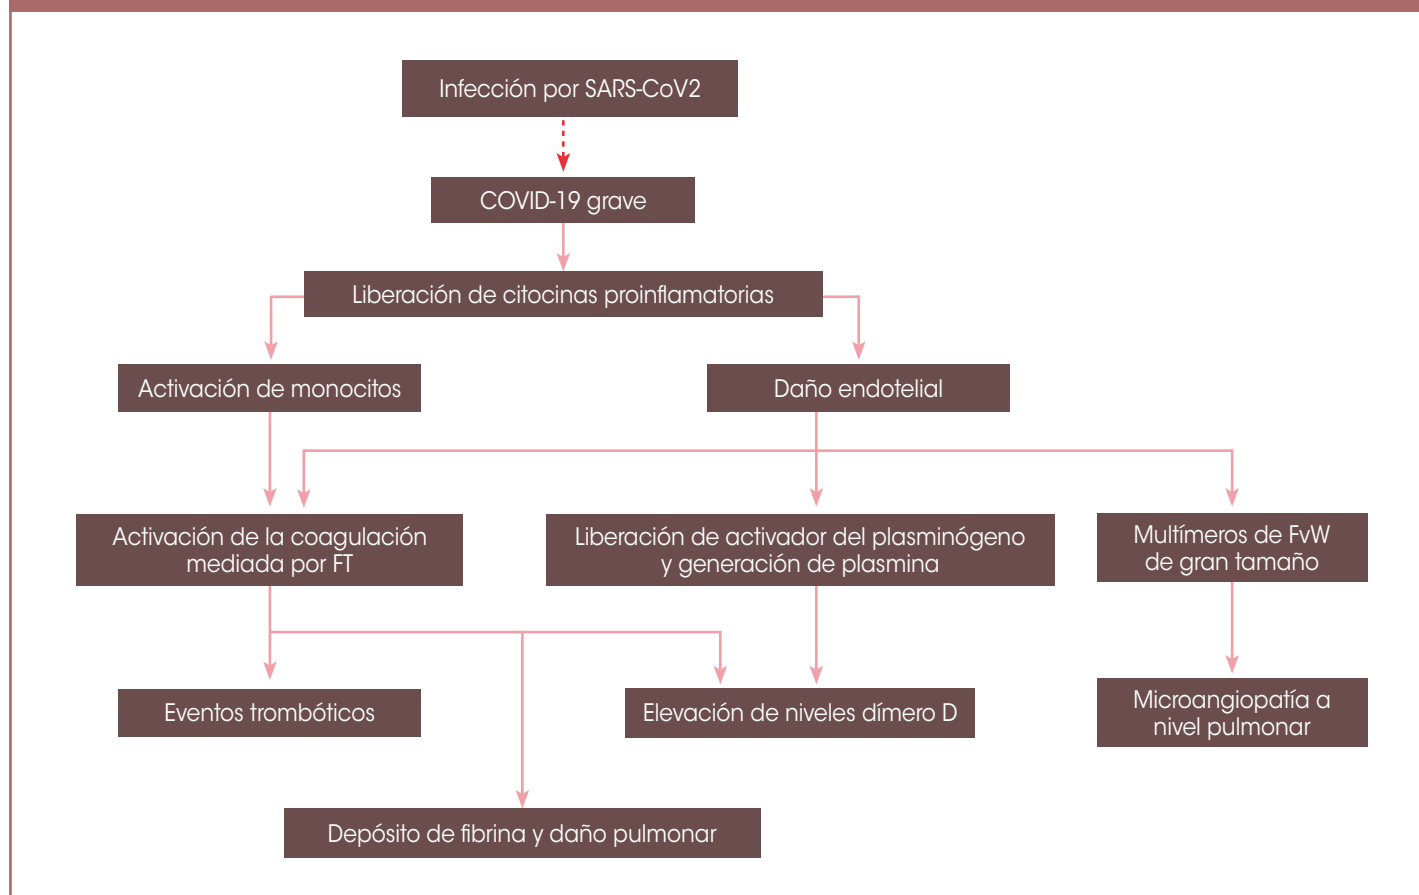 Infección por SARS-CoV2
COVID-19 grave
Liberación de citocinas proinflamatorias
Activación de monocitos
Daño endotelial
Activación de la coagulación
mediada por FT
Liberación de activador del plasminógeno
y generación de plasmina
Multímeros de FvW
de gran tamaño
Eventos trombóticos
Elevación de niveles dímero D
Microangiopatía a
nivel pulmonar
Depósito de fibrina y daño pulmonar